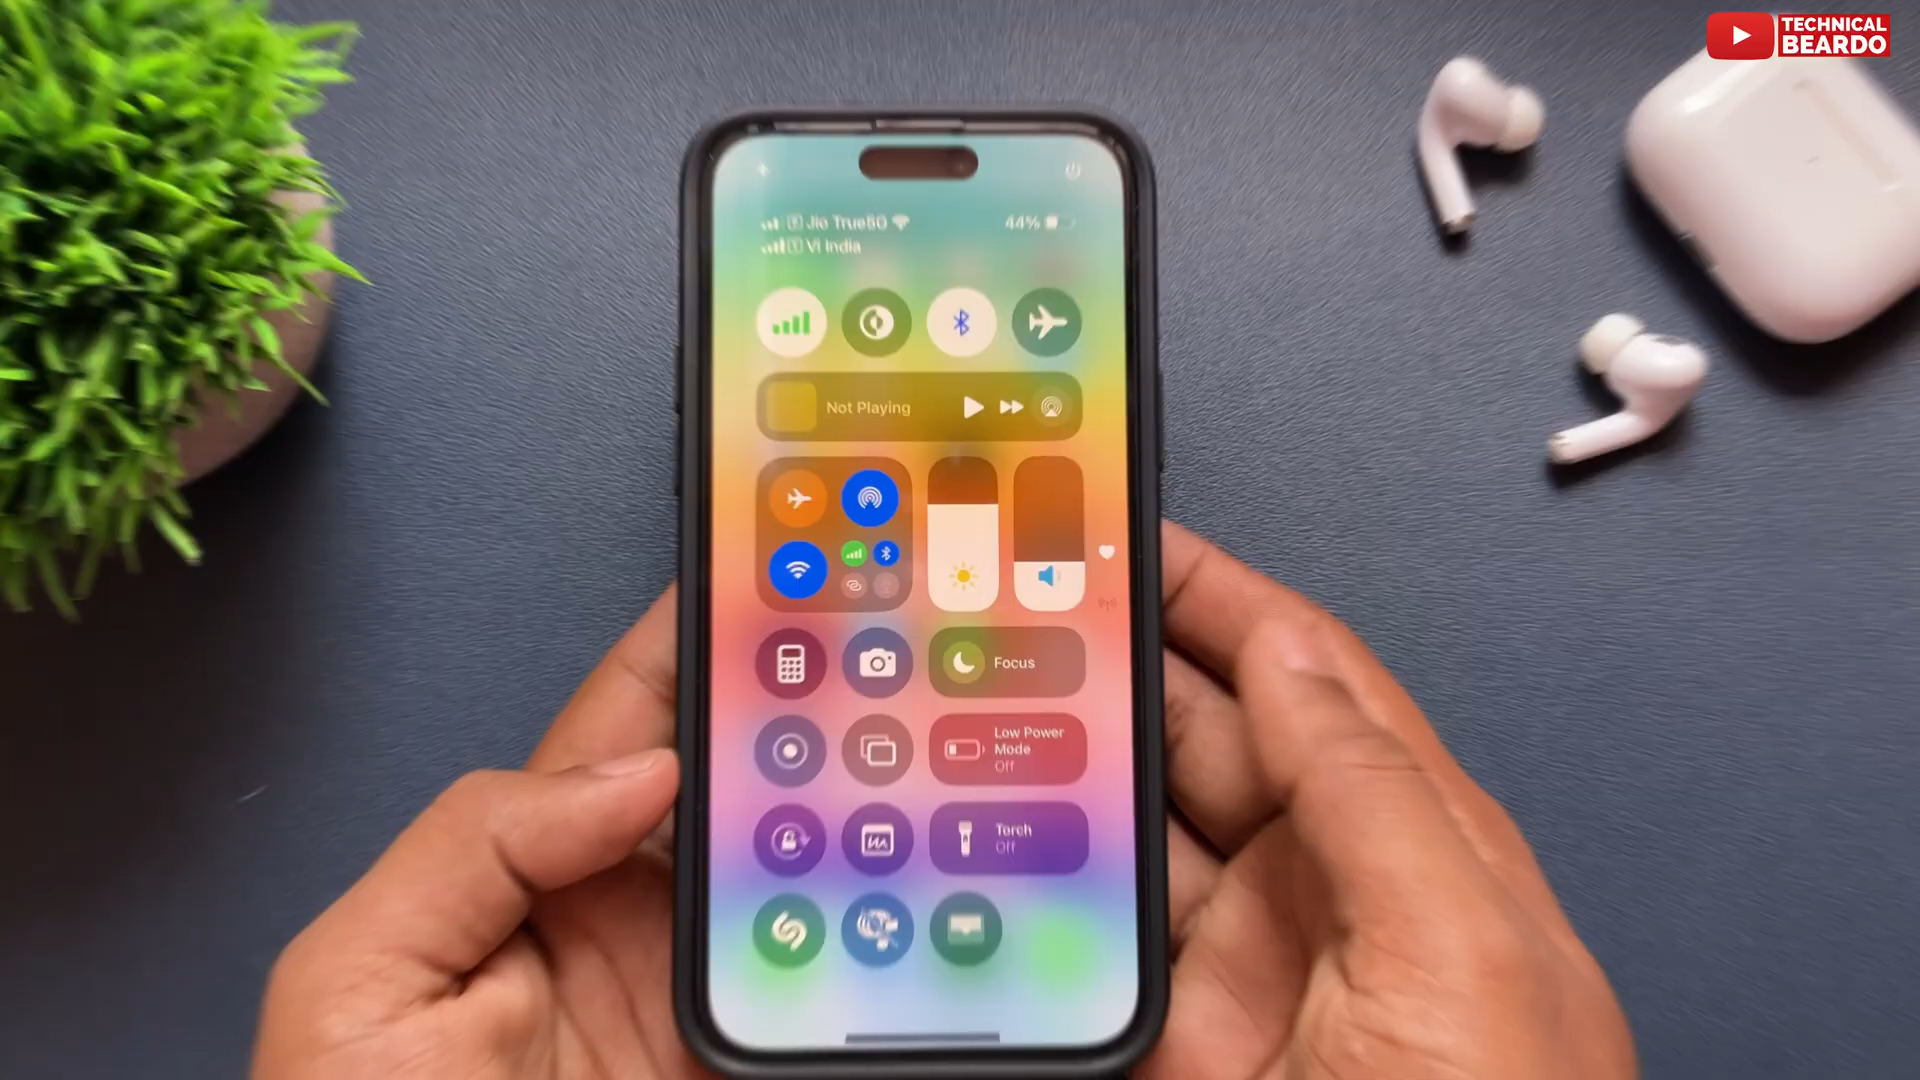 TECHNICAL
BEARDO
Jio True5G
44%
Vi India
Not Playing
Focus
Low Power
Mode
Off
Torch
Off